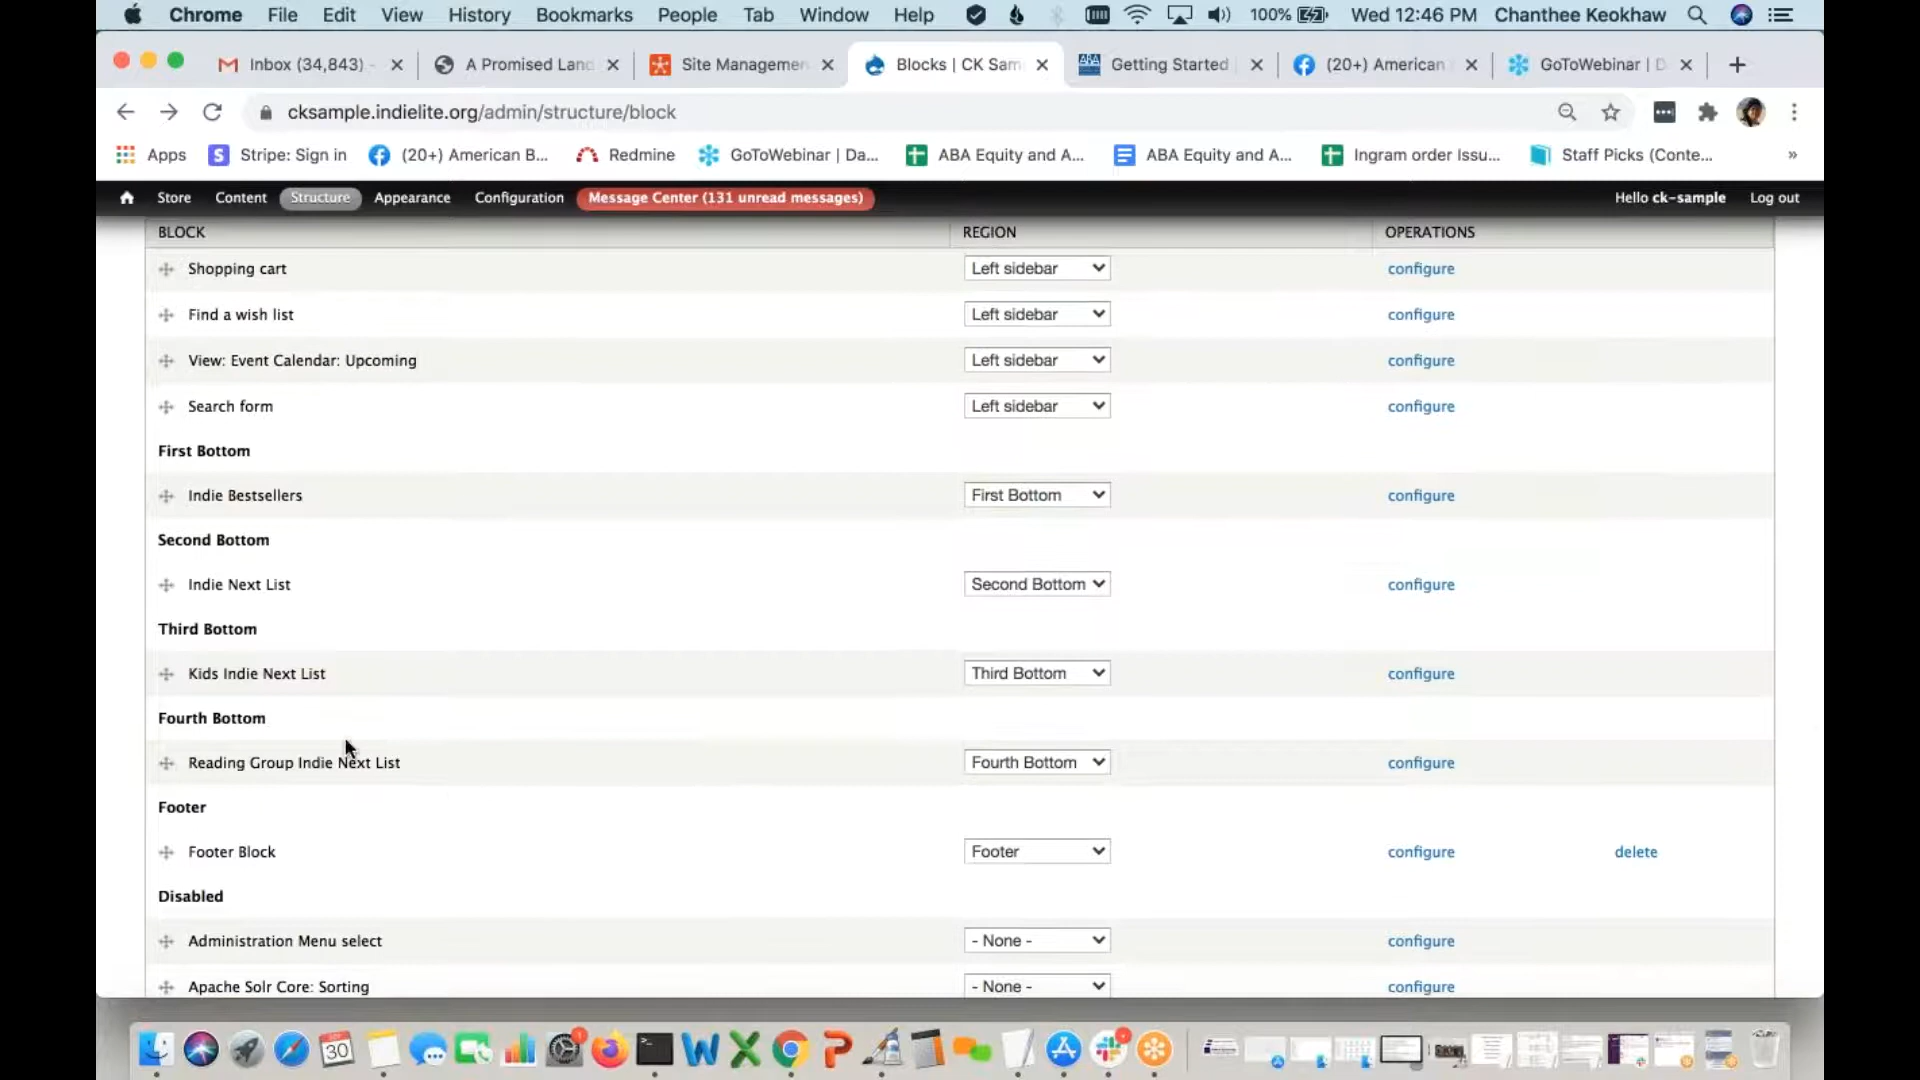 Chrome File Edit View History Bookmarks People Tab Window Help 100% Wed 12:46 PM Chanthee Keokhaw
Inbox (34,843) - A Promised Lanc Site Managemen Blocks | CK Sam ABA Getting Started (20+) American GoToWebinar | D
cksample.indielite.org/admin/structure/block
Apps Stripe: Sign in (20+) American B... Redmine GoToWebinar | Da... ABA Equity and A... ABA Equity and A... Ingram order Issu... Staff Picks (Conte... »
Store Content Structure Appearance Configuration Message Center (131 unread messages) Hello ck-sample Log out
BLOCK REGION OPERATIONS
Shopping cart Left sidebar configure
Find a wish list Left sidebar configure
View: Event Calendar: Upcoming Left sidebar configure
Search form Left sidebar configure
First Bottom
Indie Bestsellers First Bottom configure
Second Bottom
Indie Next List Second Bottom configure
Third Bottom
Kids Indie Next List Third Bottom configure
Fourth Bottom
Reading Group Indie Next List Fourth Bottom configure
Footer
Footer Block Footer configure delete
Disabled
Administration Menu select - None - configure
Apache Solr Core: Sorting - None - configure
30